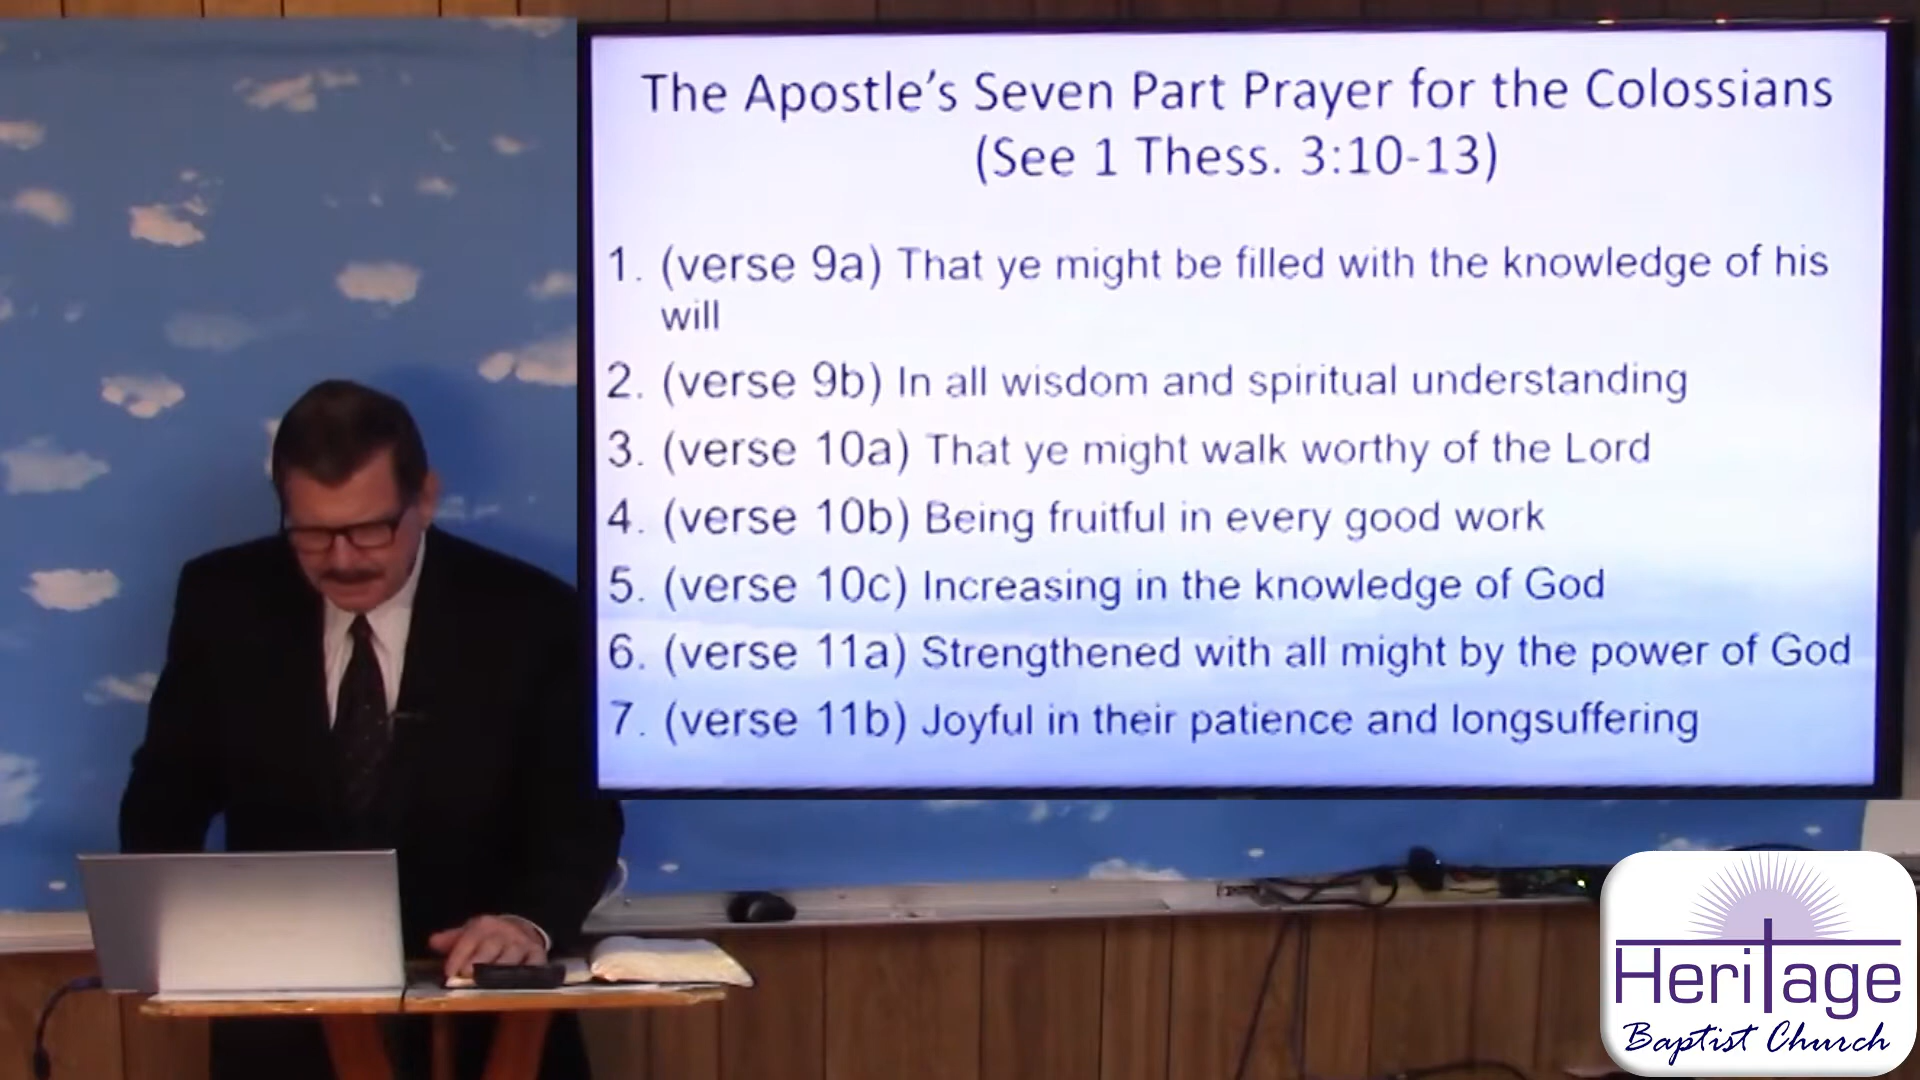 The Apostle’s Seven Part Prayer for the Colossians
(See 1 Thess. 3:10-13)
1. (verse 9a) That ye might be filled with the knowledge of his
will
2. (verse 9b) In all wisdom and spiritual understanding
3. (verse 10a) That ye might walk worthy of the Lord
4. (verse 10b) Being fruitful in every good work
5. (verse 10c) Increasing in the knowledge of God
6. (verse 11a) Strengthened with all might by the power of God
7. (verse 11b) Joyful in their patience and longsuffering
Heritage
Baptist Church